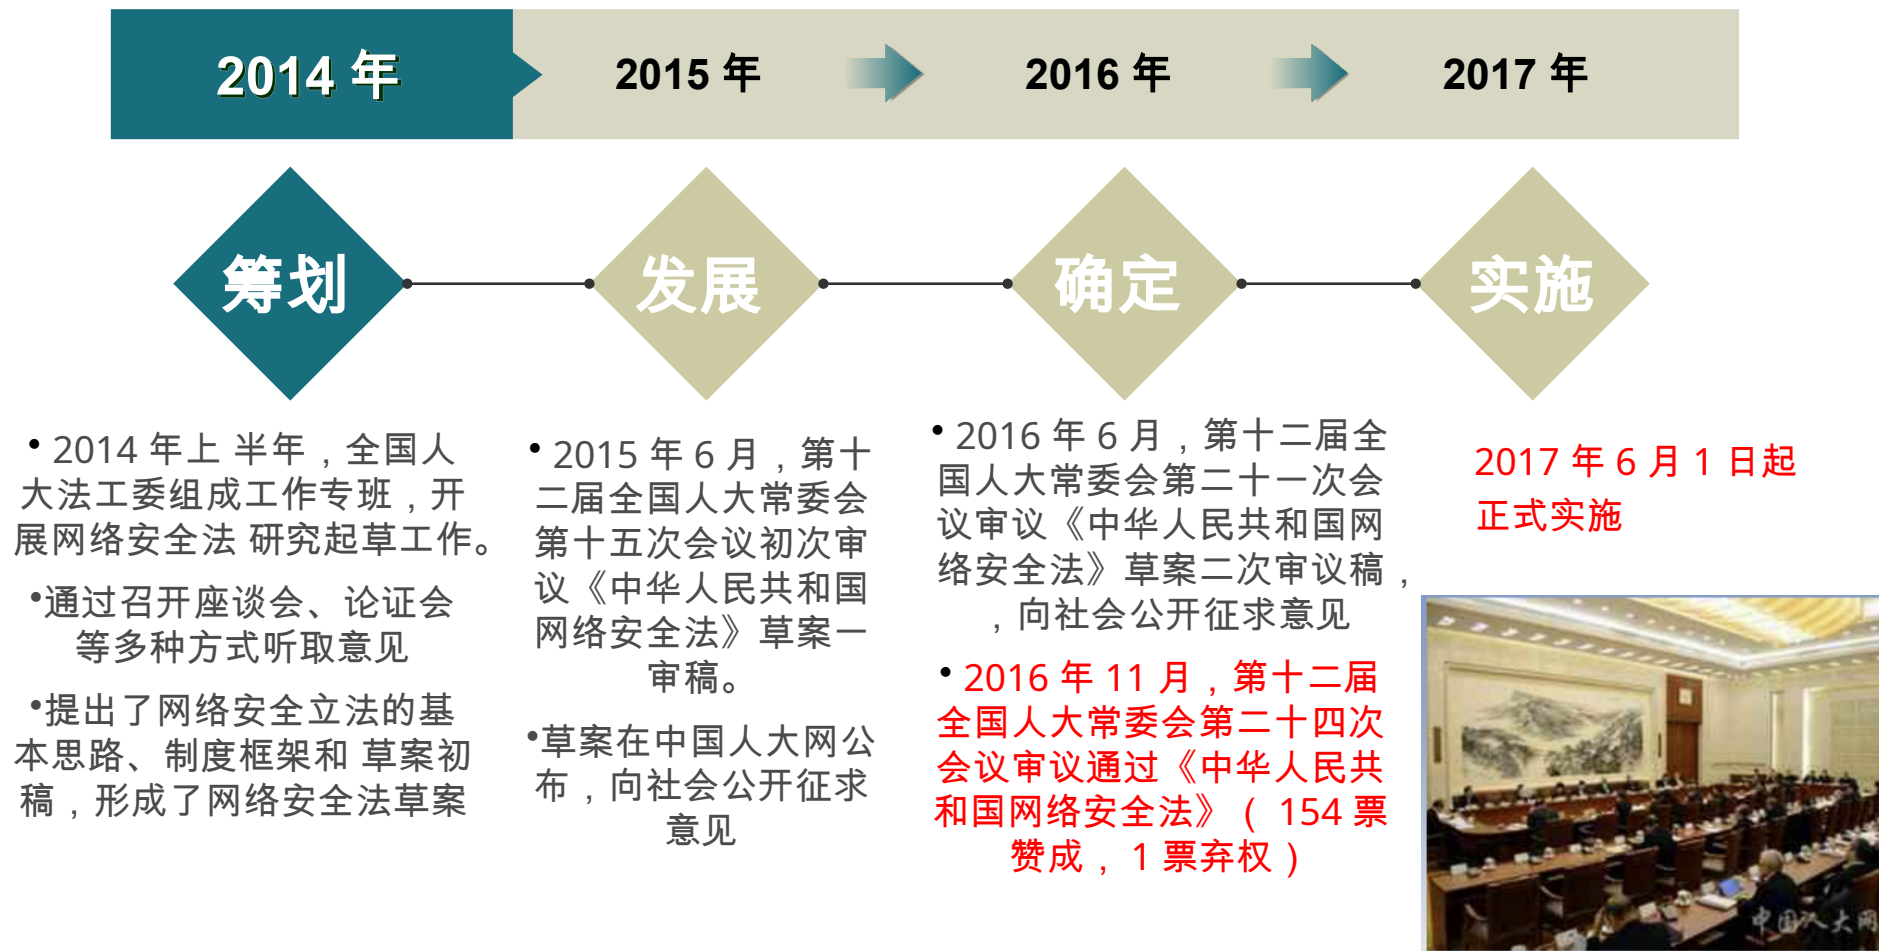 2014 年
2015 年
2016 年
2017 年
筹划
发展
确定
实施
• 2014 年上 半年，全国人
大法工委组成工作专班，开
展网络安全法 研究起草工作。
•通过召开座谈会、论证会
等多种方式听取意见
•提出了网络安全立法的基
本思路、制度框架和 草案初
稿，形成了网络安全法草案
• 2015 年 6 月，第十
二届全国人大常委会
第十五次会议初次审
议《中华人民共和国
网络安全法》草案一
审稿。
•草案在中国人大网公
布，向社会公开征求
意见
• 2016 年 6 月，第十二届全
国人大常委会第二十一次会
议审议《中华人民共和国网
络安全法》草案二次审议稿，
，向社会公开征求意见
• 2016 年 11 月，第十二届
全国人大常委会第二十四次
会议审议通过《中华人民共
和国网络安全法》（ 154 票
赞成，1 票弃权）
2017 年 6 月 1 日起
正式实施
中国人大网